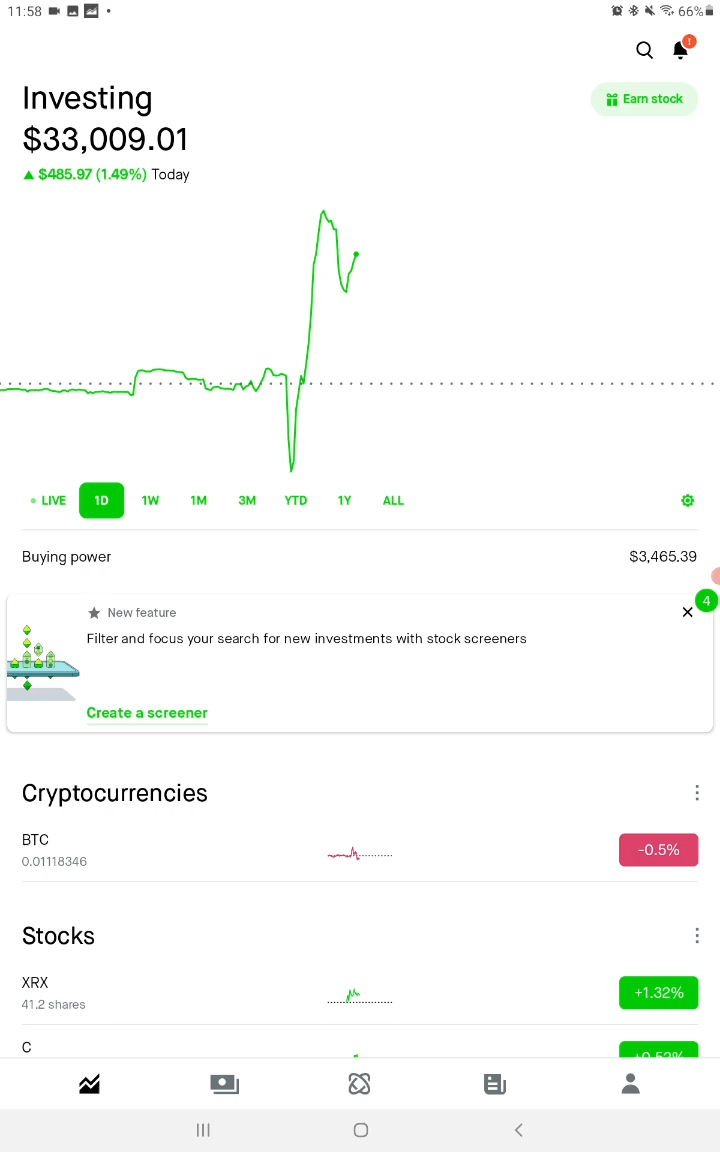 11:58
66%
!
Investing
Earn stock
$33,009.01
▲ $485.97 (1.49%) Today
LIVE 1D 1W 1M 3M YTD 1Y ALL
Buying power $3,465.39
4
New feature
Filter and focus your search for new investments with stock screeners
Create a screener
Cryptocurrencies
BTC
0.01118346
-0.5%
Stocks
XRX
41.2 shares
+1.32%
C
+0.52%